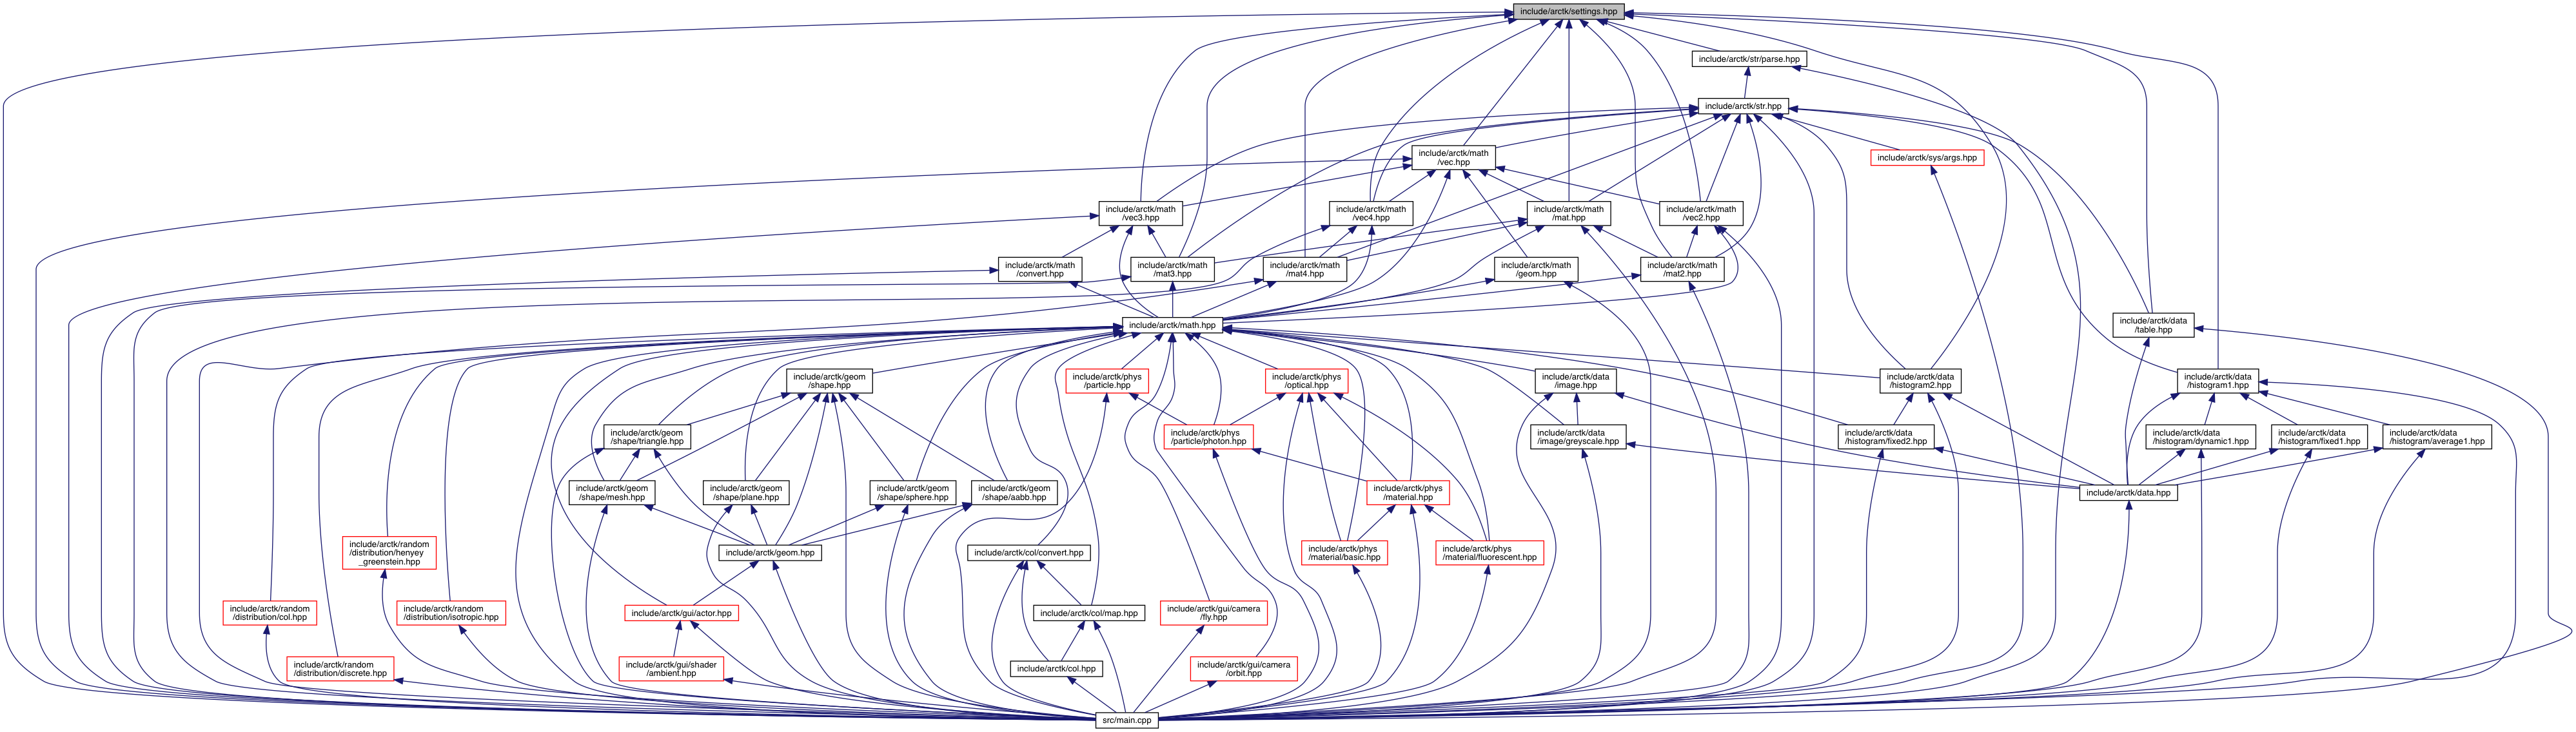 include/arctk/settings.hpp
include/arctk/str/parse.hpp
include/arctk/str.hpp
include/arctk/math
/vec.hpp
include/arctk/sys/args.hpp
include/arctk/math
/vec3.hpp
include/arctk/math
/vec4.hpp
include/arctk/math
/mat.hpp
include/arctk/math
/vec2.hpp
include/arctk/math
/convert.hpp
include/arctk/math
/mat3.hpp
include/arctk/math
/mat4.hpp
include/arctk/math
/geom.hpp
include/arctk/math
/mat2.hpp
include/arctk/math.hpp
include/arctk/data
/table.hpp
include/arctk/geom
/shape.hpp
include/arctk/phys
/particle.hpp
include/arctk/phys
/optical.hpp
include/arctk/data
/image.hpp
include/arctk/data
/histogram2.hpp
include/arctk/data
/histogram1.hpp
include/arctk/geom
/shape/triangle.hpp
include/arctk/phys
/particle/photon.hpp
include/arctk/data
/image/greyscale.hpp
include/arctk/data
/histogram/fixed2.hpp
include/arctk/data
/histogram/dynamic1.hpp
include/arctk/data
/histogram/fixed1.hpp
include/arctk/data
/histogram/average1.hpp
include/arctk/geom
/shape/mesh.hpp
include/arctk/geom
/shape/plane.hpp
include/arctk/geom
/shape/sphere.hpp
include/arctk/geom
/shape/aabb.hpp
include/arctk/phys
/material.hpp
include/arctk/data.hpp
include/arctk/random
/distribution/henyey
_greenstein.hpp
include/arctk/geom.hpp
include/arctk/col/convert.hpp
include/arctk/phys
/material/basic.hpp
include/arctk/phys
/material/fluorescent.hpp
include/arctk/random
/distribution/col.hpp
include/arctk/random
/distribution/isotropic.hpp
include/arctk/gui/actor.hpp
include/arctk/col/map.hpp
include/arctk/gui/camera
/fly.hpp
include/arctk/random
/distribution/discrete.hpp
include/arctk/gui/shader
/ambient.hpp
include/arctk/col.hpp
include/arctk/gui/camera
/orbit.hpp
src/main.cpp